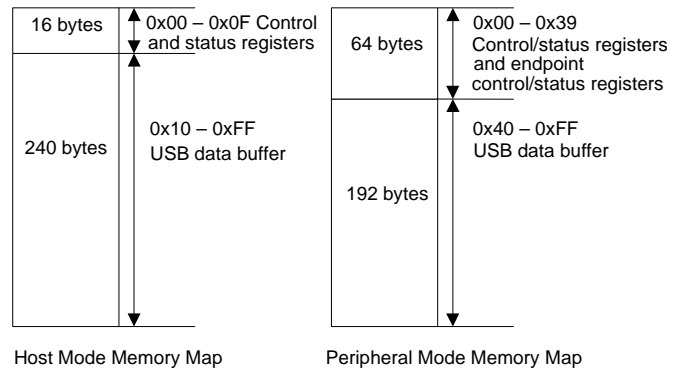 16 bytes
0x00 – 0x0F Control
and status registers
240 bytes
0x10 – 0xFF
USB data buffer
Host Mode Memory Map
64 bytes
0x00 – 0x39
Control/status registers
and endpoint
control/status registers
192 bytes
0x40 – 0xFF
USB data buffer
Peripheral Mode Memory Map